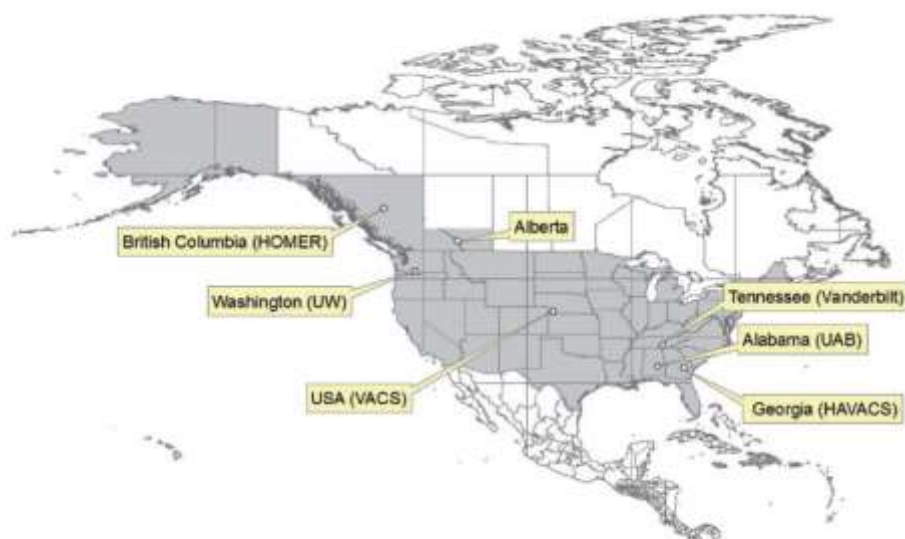 British Columbia (HOMER)
Alberta
Washington (UW)
Tennessee (Vanderbilt)
Alabama (UAB)
USA (VACS)
Georgia (HAVACS)